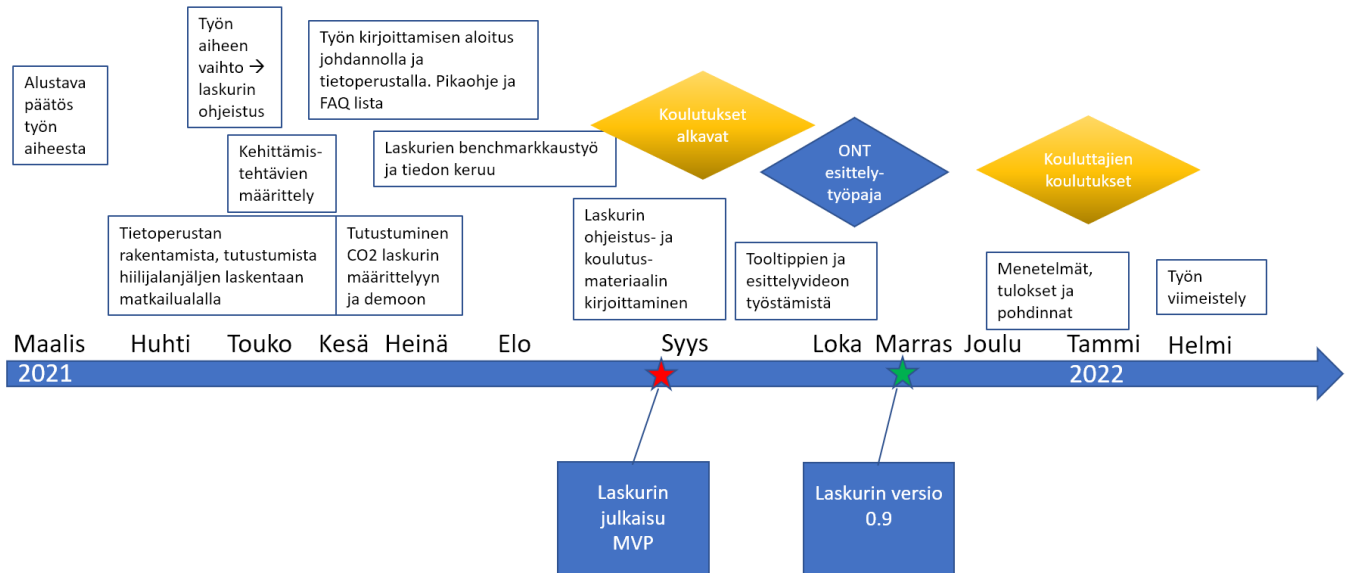 Alustava
päätös
työn
aiheesta
Työn
aiheen
vaihto →
laskurin
ohjeistus
Työn kirjoittamisen aloitus
johdannolla ja
tietoperustalla. Pikaohje ja
FAQ lista
Kehittämis-
tehtävien
määrittely
Laskurien benchmarkkaustyö
ja tiedon keruu
Koulutukset
alkavat
ONT
esittely-
työpaja
Kouluttajien
koulutukset
Tietoperustan
rakentamista, tutustumista
hiilijalanjäljen laskentaan
matkailualalla
Tutustuminen
CO2 laskurin
määrittelyyn
ja demoon
Laskurin
ohjeistus- ja
koulutus-
materiaalin
kirjoittaminen
Tooltippien ja
esittelyvideon
työstämistä
Menetelmät,
tulokset ja
pohdinnat
Työn
viimeistely
Maalis Huhti Touko Kesä Heinä Elo Syys Loka Marras Joulu Tammi Helmi
2021 2022
Laskurin
julkaisu
MVP
Laskurin versio
0.9